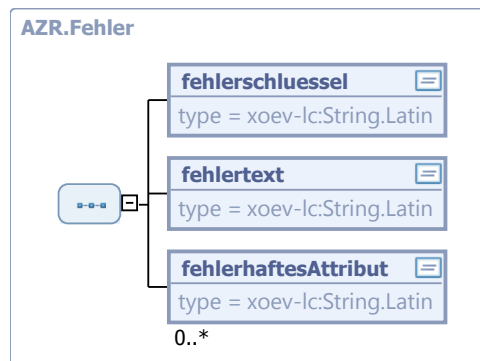 AZR.Fehler
fehlerschluessel
type = xoev-lc:String.Latin
fehlertext
type = xoev-lc:String.Latin
fehlerhaftesAttribut
type = xoev-lc:String.Latin
0..*